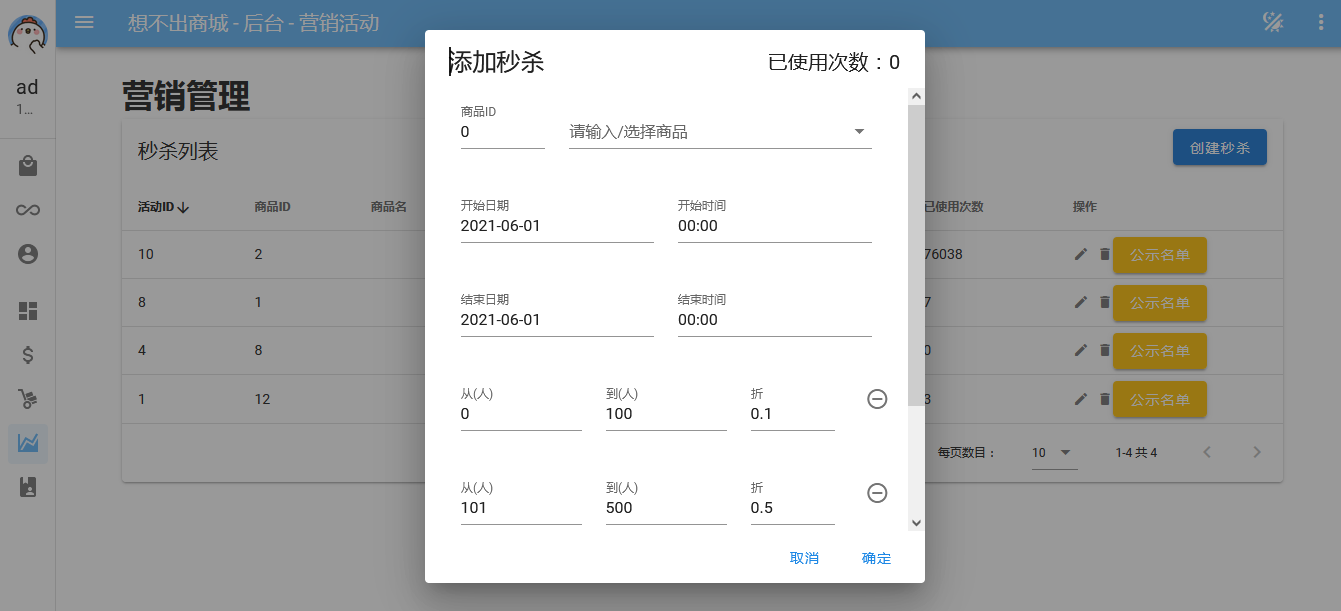 想不出商城 - 后台 - 营销活动
ad
1...
营销管理
秒杀列表
创建秒杀
活动ID
商品ID
商品名
已使用次数
操作
10
2
76038
公示名单
8
1
7
公示名单
4
8
0
公示名单
1
12
3
公示名单
每页数目：
10
1-4 共 4
添加秒杀
已使用次数：0
商品ID
0
请输入/选择商品
开始日期
开始时间
2021-06-01
00:00
结束日期
结束时间
2021-06-01
00:00
从(人)
到(人)
折
0
100
0.1
从(人)
到(人)
折
101
500
0.5
取消
确定